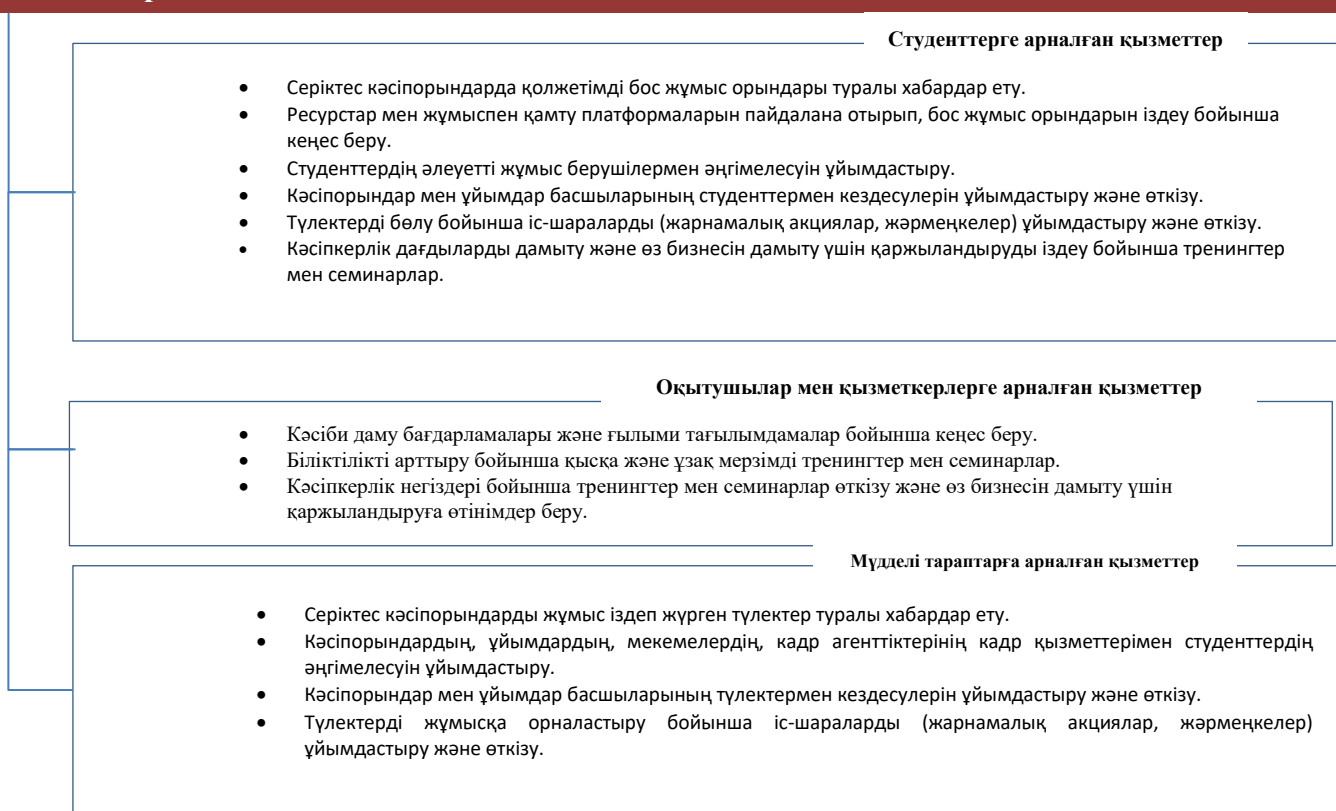 Студенттерге арналған қызметтер
• Серіктес кәсіпорындарда қолжетімді бос жұмыс орындары туралы хабардар ету.
• Ресурстар мен жұмыспен қамту платформаларын пайдалана отырып, бос жұмыс орындарын іздеу бойынша
кеңес беру.
• Студенттердің әлеуетті жұмыс берушілермен әңгімелесуін ұйымдастыру.
• Кәсіпорындар мен ұйымдар басшыларының студенттермен кездесулерін ұйымдастыру және өткізу.
• Түлектерді бөлу бойынша іс-шараларды (жарнамалық акциялар, жәрмеңкелер) ұйымдастыру және өткізу.
• Кәсіпкерлік дағдыларды дамыту және өз бизнесін дамыту үшін қаржыландыруды іздеу бойынша тренингтер
мен семинарлар.
Оқытушылар мен қызметкерлерге арналған қызметтер
• Кәсіби даму бағдарламалары және ғылыми тағылымдамалар бойынша кеңес беру.
• Біліктілікті арттыру бойынша қысқа және ұзақ мерзімді тренингтер мен семинарлар.
• Кәсіпкерлік негіздері бойынша тренингтер мен семинарлар өткізу және өз бизнесін дамыту үшін
қаржыландыруға өтінімдер беру.
Мүдделі тараптарға арналған қызметтер
• Серіктес кәсіпорындарды жұмыс іздеп жүрген түлектер туралы хабардар ету.
• Кәсіпорындардың, ұйымдардың, мекемелердің, кадр агенттіктерінің кадр қызметтерімен студенттердің
әңгімелесуін ұйымдастыру.
• Кәсіпорындар мен ұйымдар басшыларының түлектермен кездесулерін ұйымдастыру және өткізу.
• Түлектерді жұмысқа орналастыру бойынша іс-шараларды (жарнамалық акциялар, жәрмеңкелер)
ұйымдастыру және өткізу.